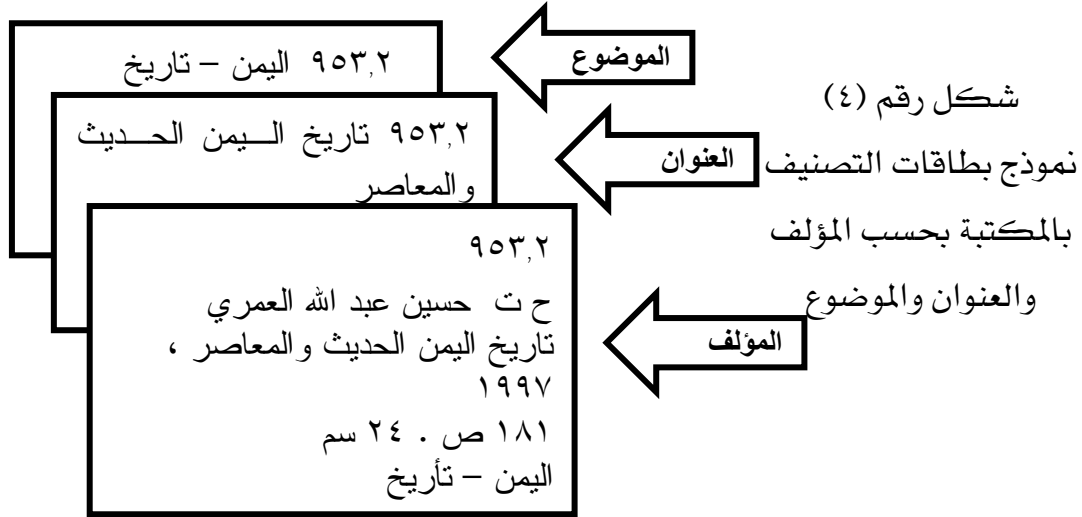 شكل رقم (٤)
نموذج بطاقات التصنيف
بالمكتبة بحسب المؤلف
والعنوان والموضوع
الموضوع
٩٥٣,٢ اليمن – تاريخ
العنوان
٩٥٣,٢ تاريخ اليمن الحديث
والمعاصر
المؤلف
٩٥٣,٢
ح ت حسين عبد الله العمري
تاريخ اليمن الحديث والمعاصر ،
١٩٩٧
١٨١ ص . ٢٤ سم
اليمن – تأريخ